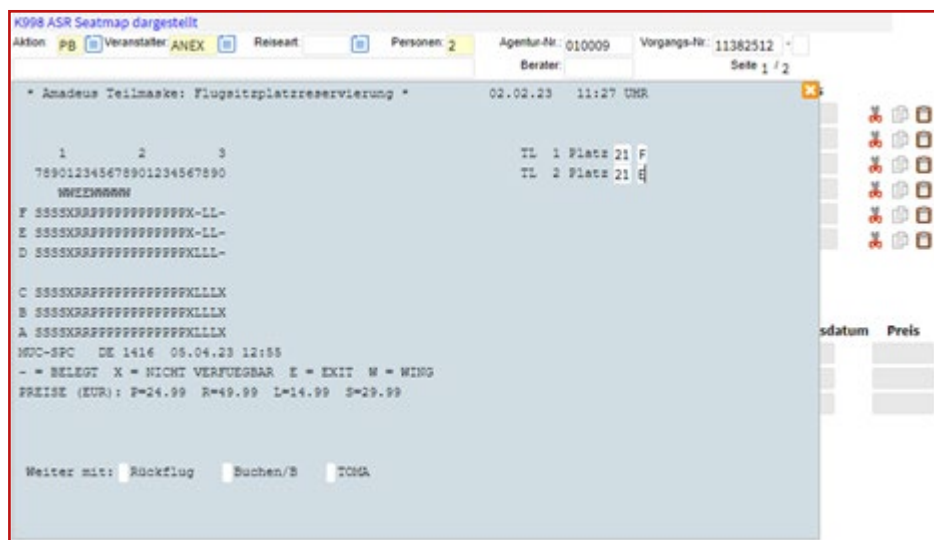 K998 ASR Seatmap dargestellt
Aktion: PB Veranstalter: ANEX Reiseart: Personen: 2 Agentur-Nr.: 010009 Vorgangs-Nr.: 11382512 -
Berater: Seite 1 / 2
* Amadeus Teilmaske: Flugsitzplatzreservierung * 02.02.23 11:27 UHR
1 2 3 TL 1 Platz 21 F
789012345678901234567890 TL 2 Platz 21 E
WWEEWWWWW
F SSSSXRRPPPPPPPPPPPPX-LL-
E SSSSXRRPPPPPPPPPPPPX-LL-
D SSSSXRRPPPPPPPPPPPPXLLL-
C SSSSXRRPPPPPPPPPPPPXLLLX
B SSSSXRRPPPPPPPPPPPPXLLLX
A SSSSXRRPPPPPPPPPPPPXLLLX
MUC-SPC DE 1416 05.04.23 12:55
- = BELEGT X = NICHT VERFUEGBAR E = EXIT W = WING
PREISE (EUR): P=24.99 R=49.99 L=14.99 S=29.99
sdatum Preis
Weiter mit: Rückflug Buchen/B TOMA